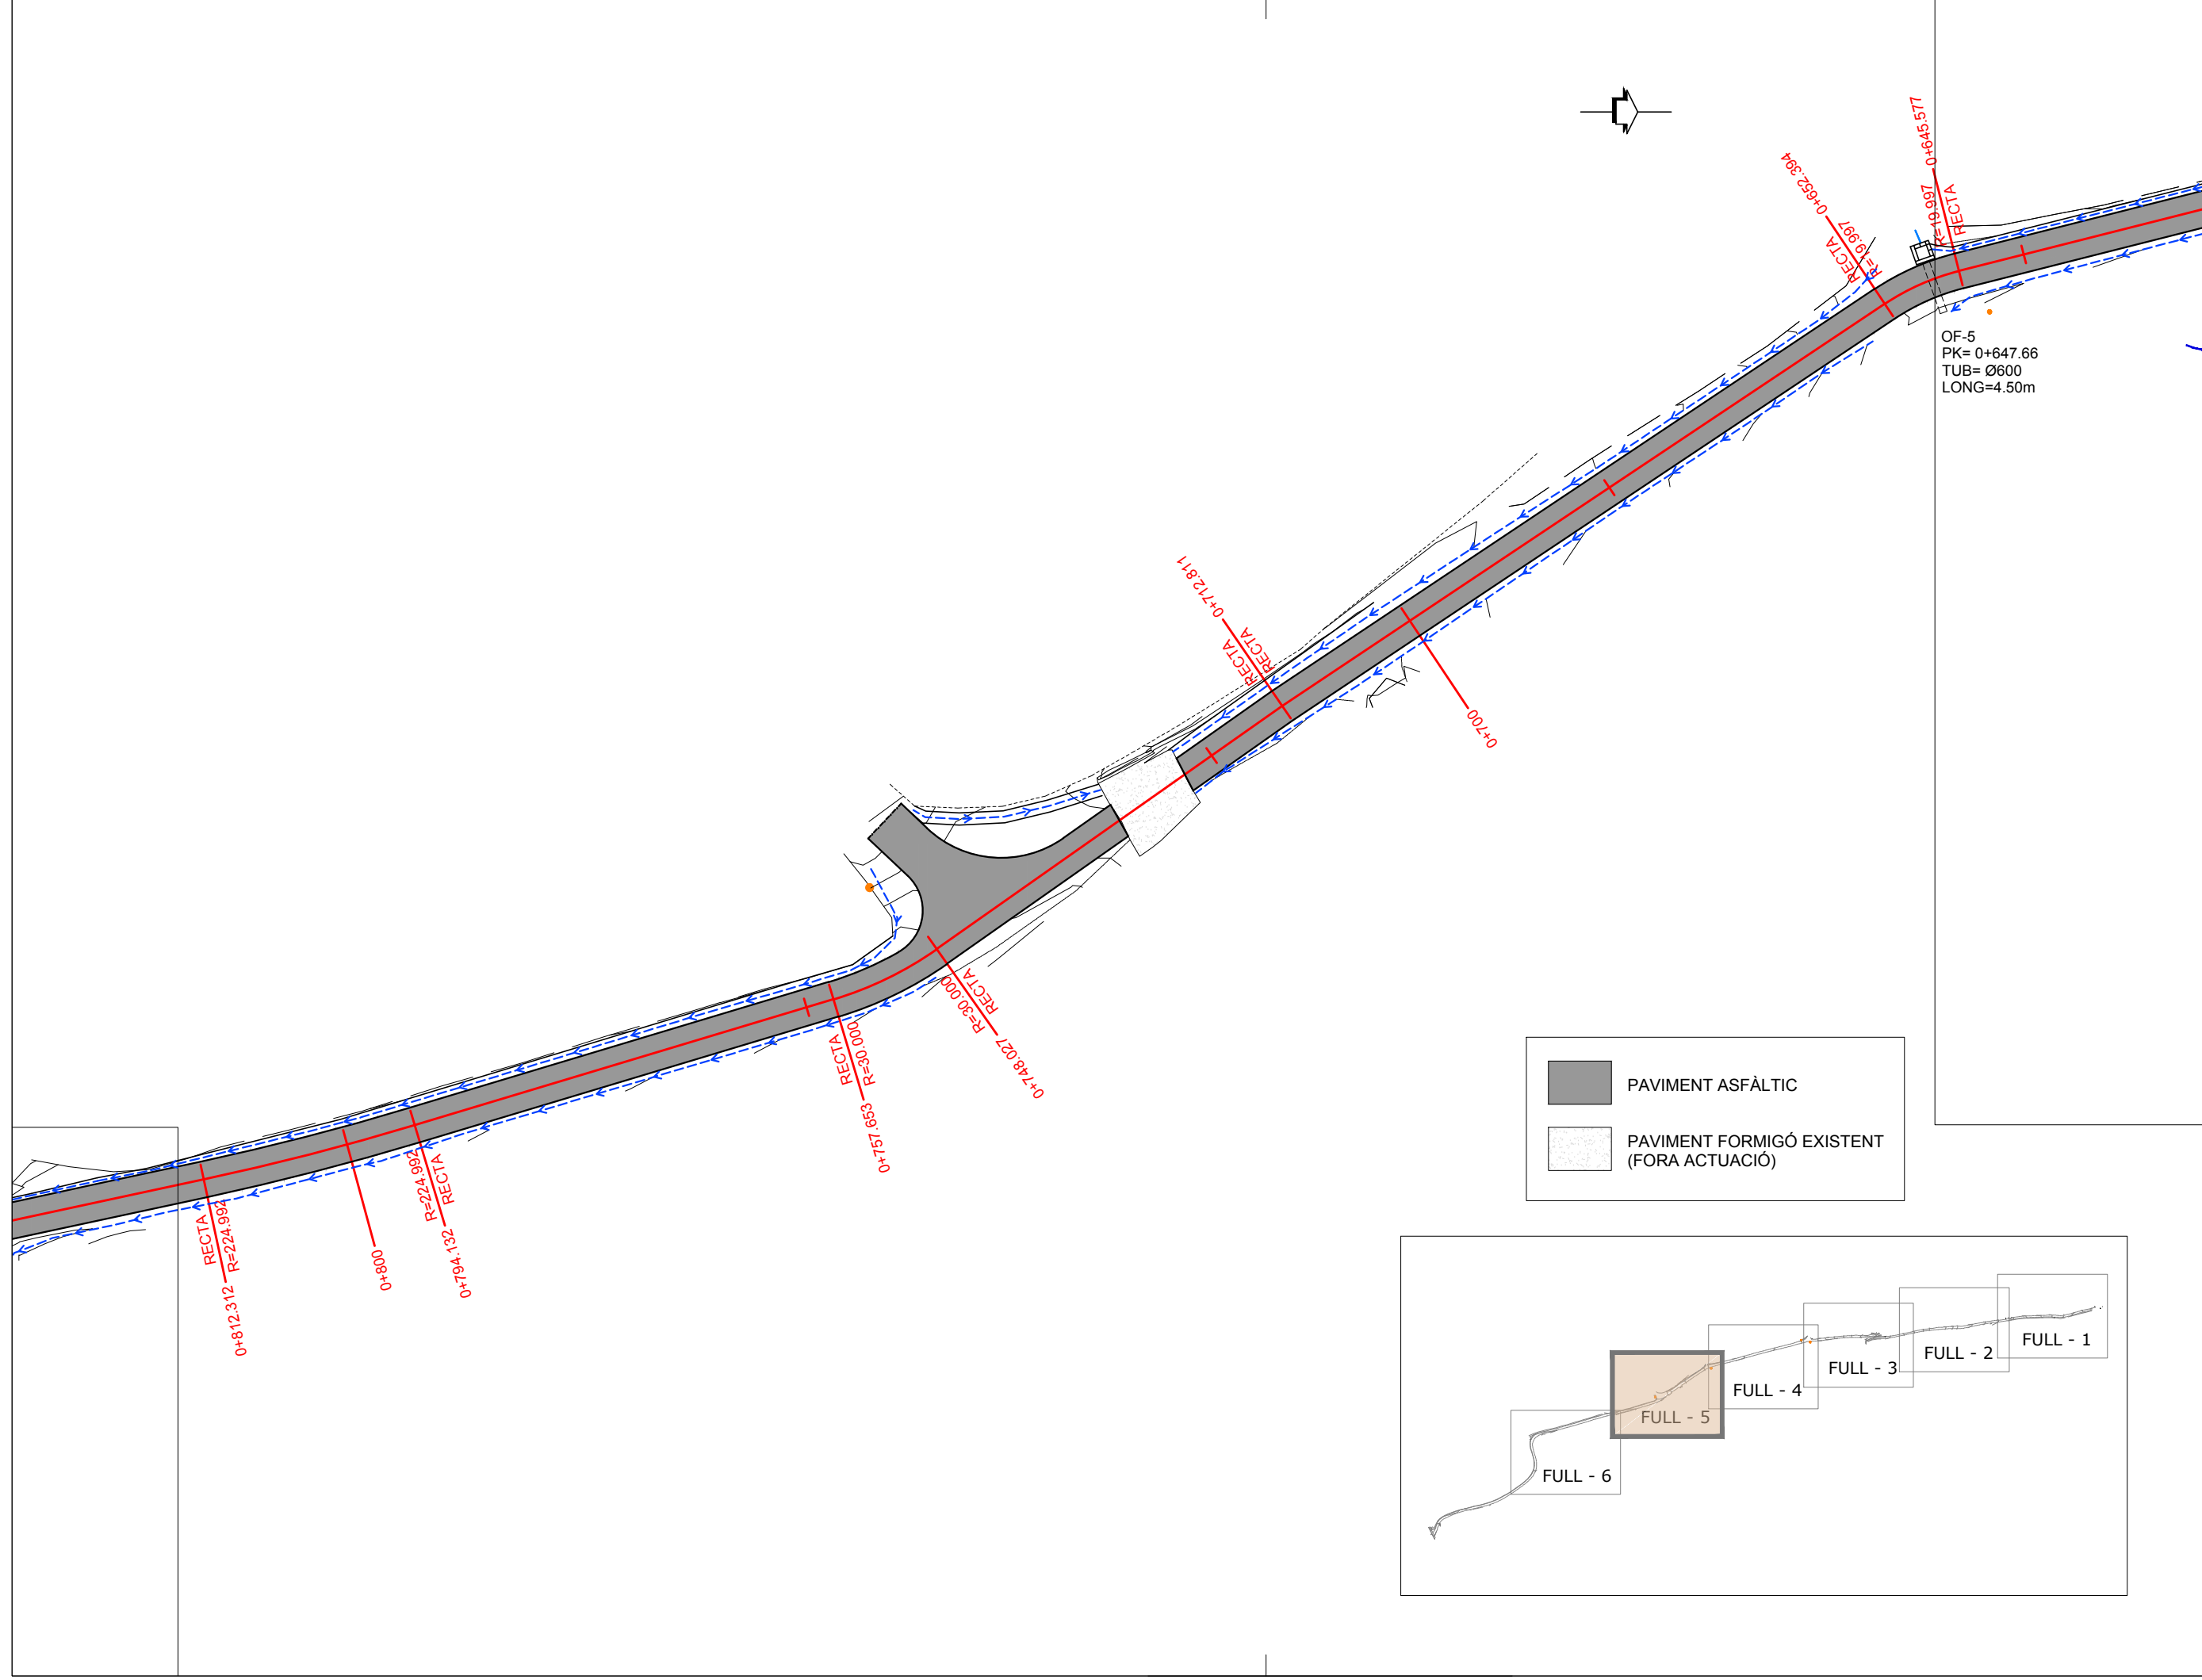 0+645.577
R=19.997
RECTA
0+652.394
R=19.997
RECTA
OF-5
PK= 0+647.66
TUB= Ø600
LONG=4.50m
0+712.811
RECTA
RECTA
0+700
R=30.000
RECTA
0+748.027
RECTA
R=30.000
0+757.653
R=224.992
RECTA
0+794.132
0+800
RECTA
R=224.992
0+812.312
PAVIMENT ASFÀLTIC
PAVIMENT FORMIGÓ EXISTENT
(FORA ACTUACIÓ)
FULL - 1
FULL - 2
FULL - 3
FULL - 4
FULL - 5
FULL - 6